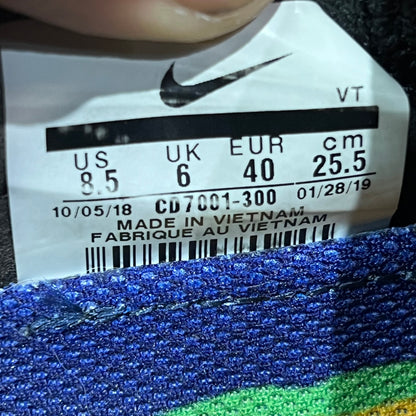 VT
US UK EUR cm
8.5 6 40 25.5
10/05/18 CD7001-300 01/28/19
MADE IN VIETNAM
FABRIQUE AU VIETNAM